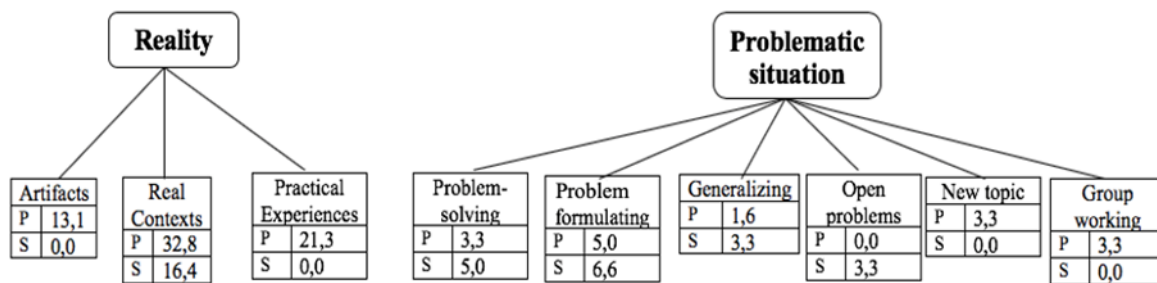 Reality
Problematic
situation
Artifacts
P 13,1
S 0,0
Real
Contexts
P 32,8
S 16,4
Practical
Experiences
P 21,3
S 0,0
Problem-
solving
P 3,3
S 5,0
Problem
formulating
P 5,0
S 6,6
Generalizing
P 1,6
S 3,3
Open
problems
P 0,0
S 3,3
New topic
P 3,3
S 0,0
Group
working
P 3,3
S 0,0